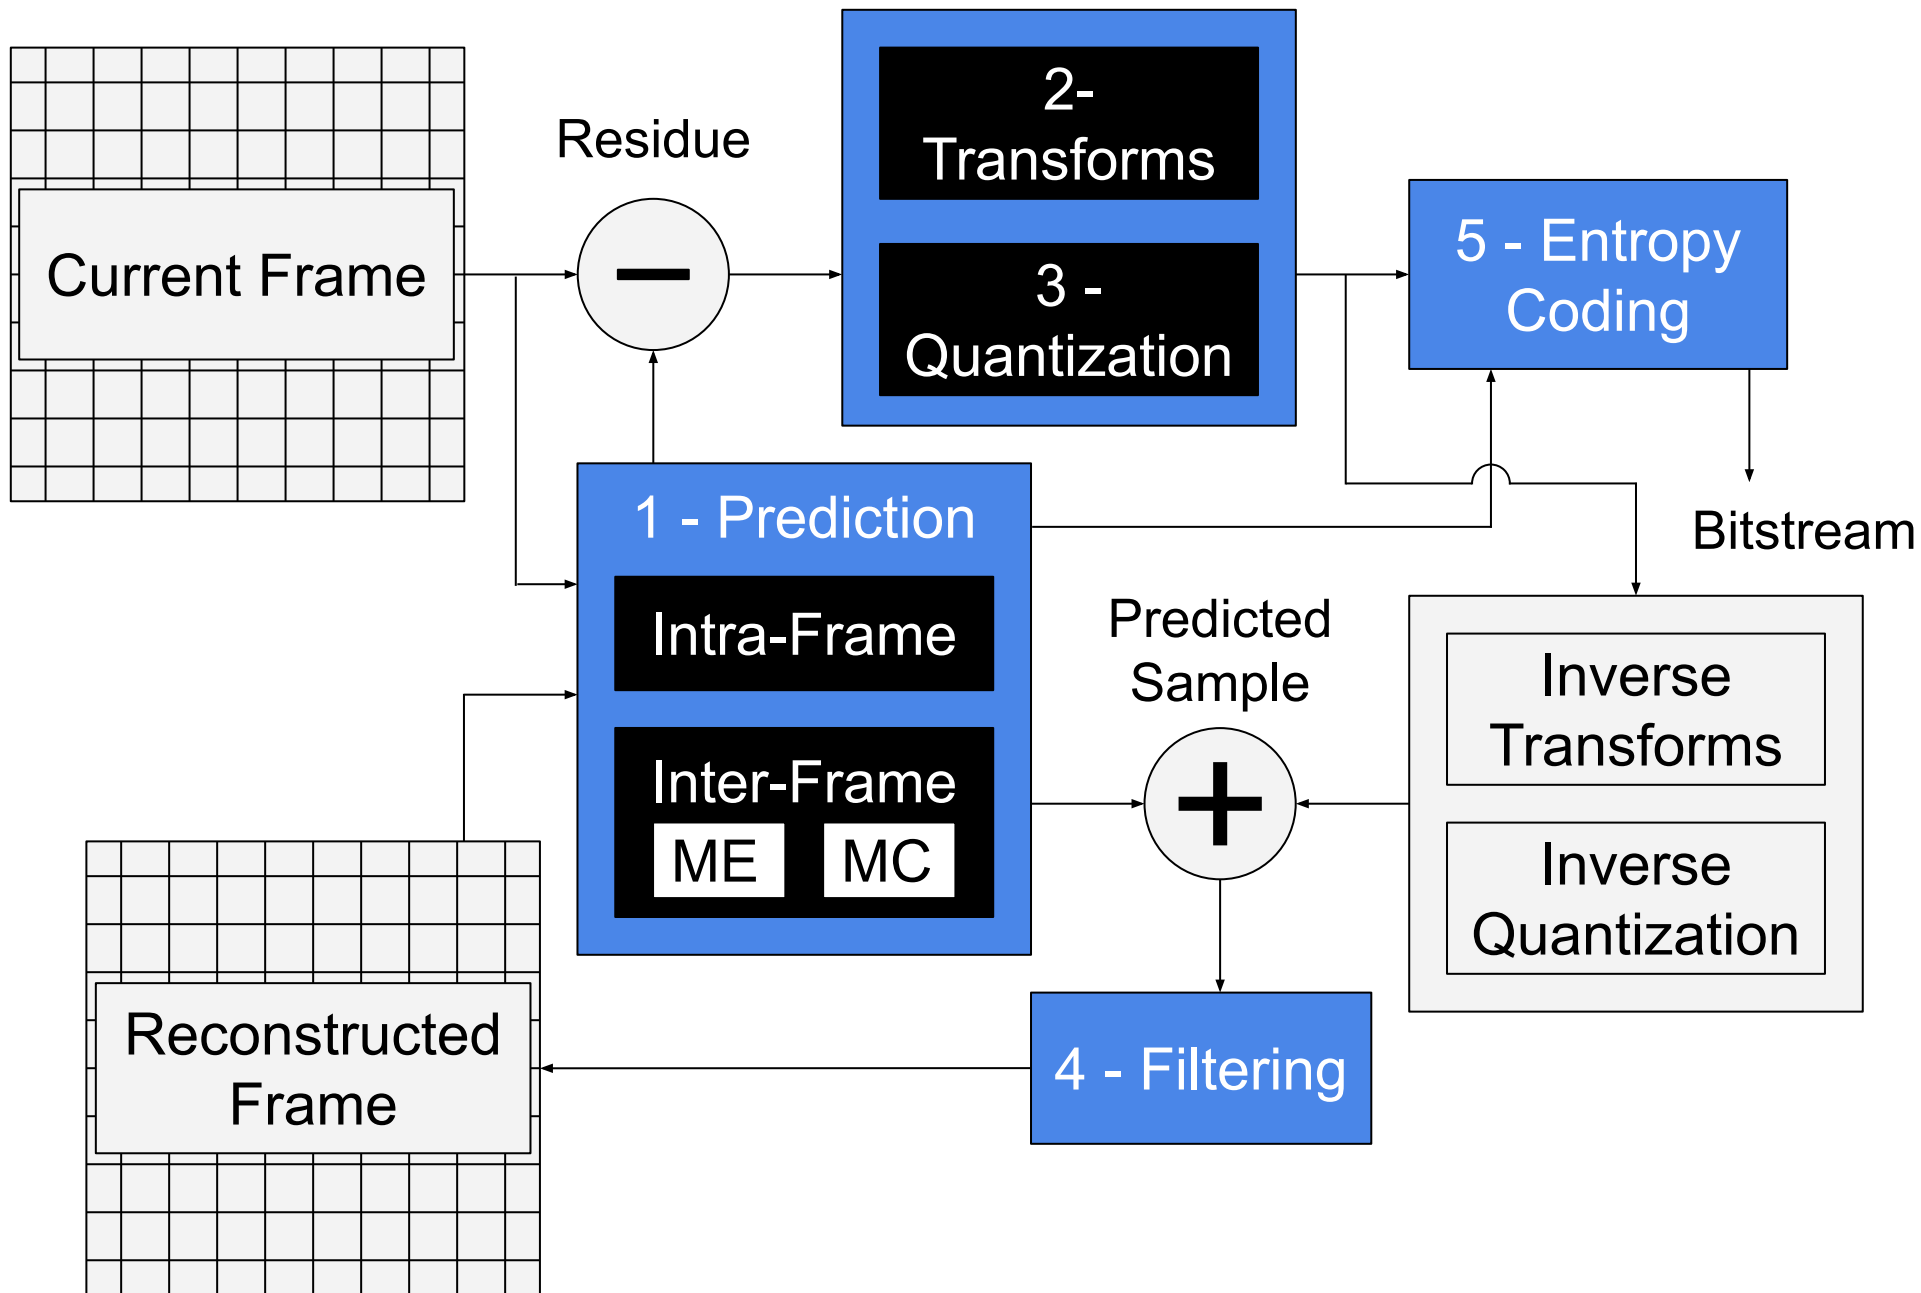 2-
Transforms
Residue
3 -
Quantization
5 - Entropy
Coding
Current Frame
1 - Prediction
Bitstream
Intra-Frame
Predicted
Sample
Inter-Frame
ME MC
Inverse
Transforms
Inverse
Quantization
Reconstructed
Frame
4 - Filtering